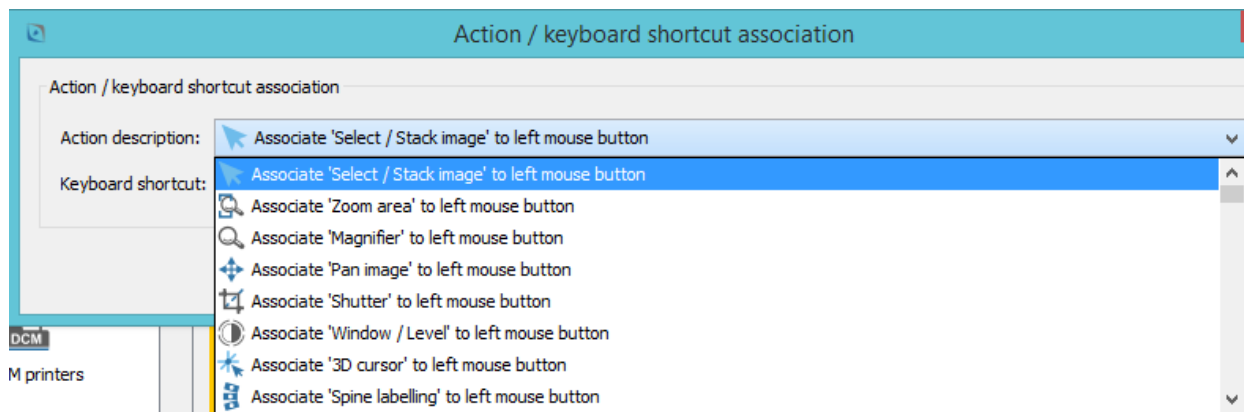 Action / keyboard shortcut association
Action / keyboard shortcut association
Action description: Associate 'Select / Stack image' to left mouse button
Keyboard shortcut: Associate 'Select / Stack image' to left mouse button
Associate 'Zoom area' to left mouse button
Associate 'Magnifier' to left mouse button
Associate 'Pan image' to left mouse button
Associate 'Shutter' to left mouse button
Associate 'Window / Level' to left mouse button
DCM
Associate '3D cursor' to left mouse button
M printers
Associate 'Spine labelling' to left mouse button